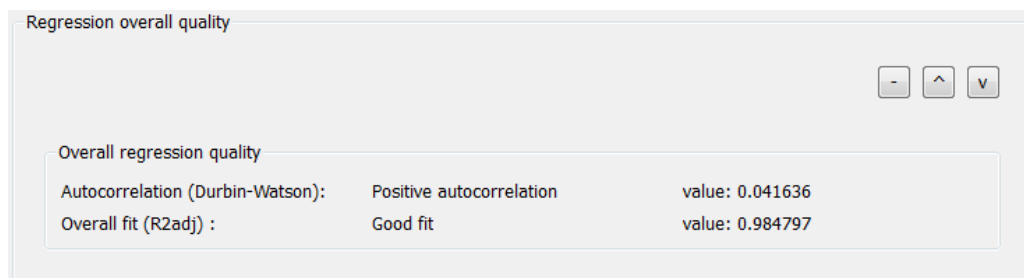 Regression overall quality
- ^ v
Overall regression quality
Autocorrelation (Durbin-Watson): Positive autocorrelation value: 0.041636
Overall fit (R2adj) : Good fit value: 0.984797